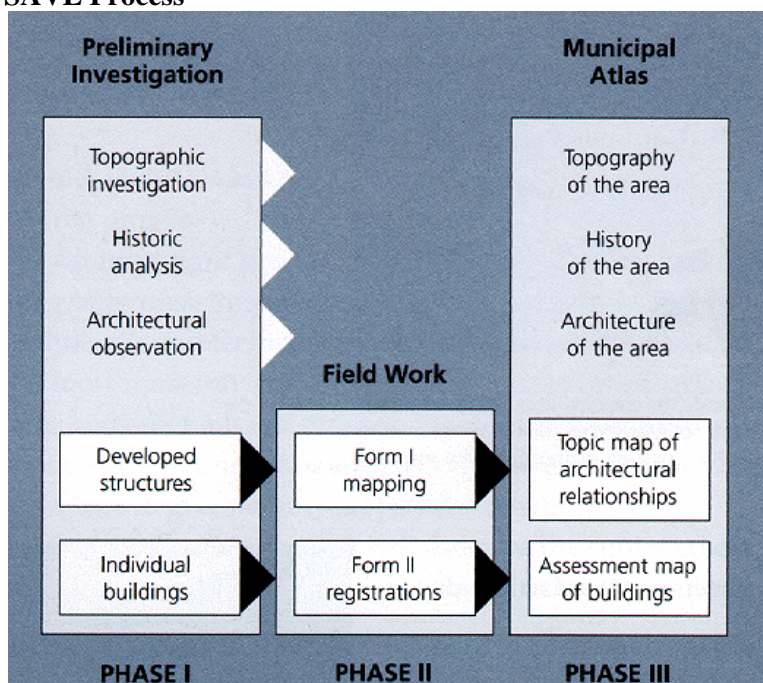 SAVE Process
Preliminary
Investigation
Topographic
investigation
Historic
analysis
Architectural
observation
Developed
structures
Individual
buildings
PHASE I
Field Work
Form I
mapping
Form II
registrations
PHASE II
Municipal
Atlas
Topography
of the area
History
of the area
Architecture
of the area
Topic map of
architectural
relationships
Assessment map
of buildings
PHASE III